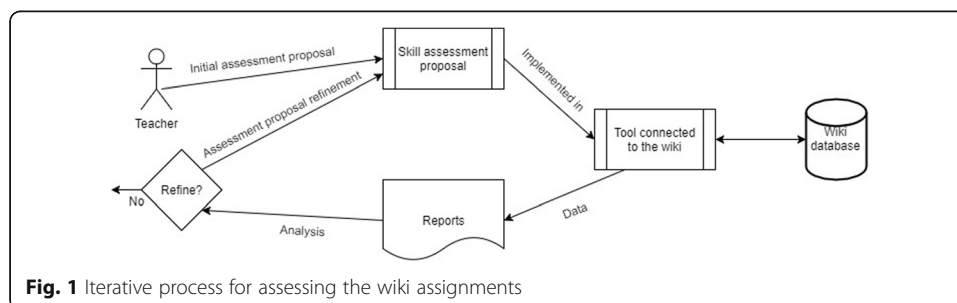 Initial assessment proposal
Skill assessment
proposal
Implemented in
Teacher
Assessment proposal refinement
Tool connected
to the wiki
Wiki
database
Refine?
No
Analysis
Reports
Data
Fig. 1 Iterative process for assessing the wiki assignments